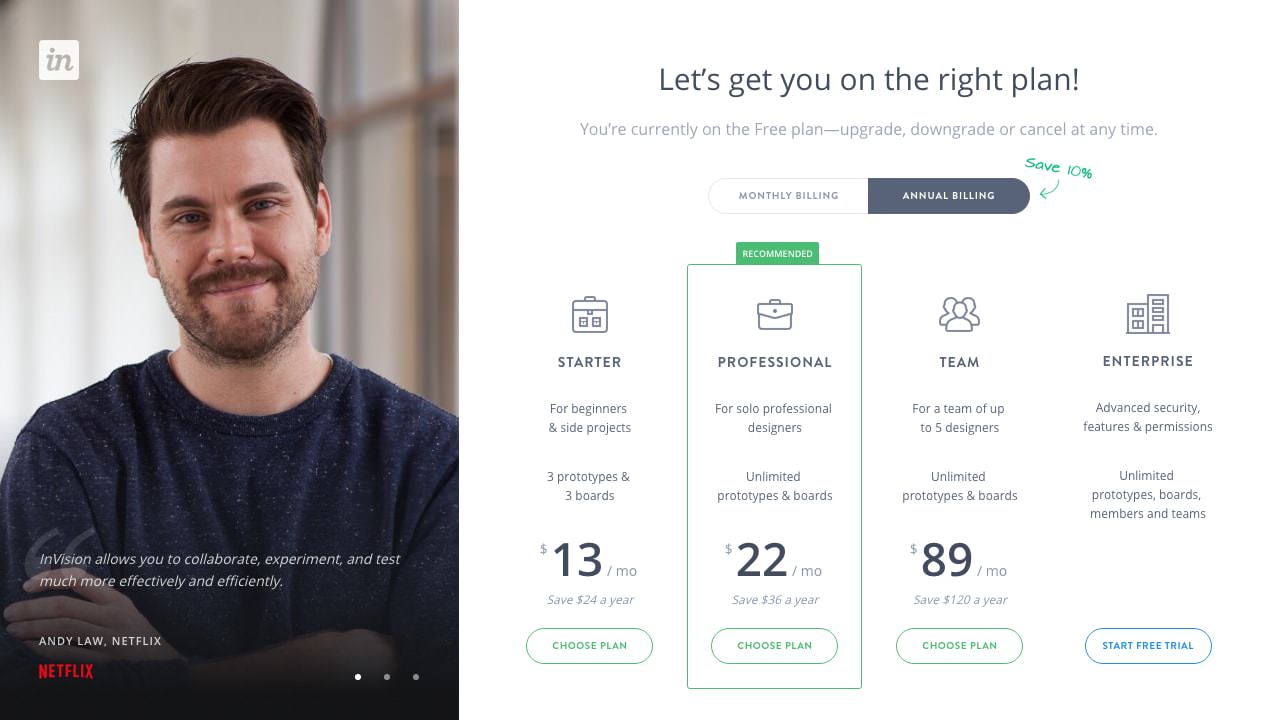 in
InVision allows you to collaborate, experiment, and test
much more effectively and efficiently.
ANDY LAW, NETFLIX
NETFLIX
Let’s get you on the right plan!
You’re currently on the Free plan—upgrade, downgrade or cancel at any time.
Save 10%
MONTHLY BILLING
ANNUAL BILLING
STARTER
For beginners
& side projects
3 prototypes &
3 boards
$13 / mo
Save $24 a year
CHOOSE PLAN
RECOMMENDED
PROFESSIONAL
For solo professional
designers
Unlimited
prototypes & boards
$22 / mo
Save $36 a year
CHOOSE PLAN
TEAM
For a team of up
to 5 designers
Unlimited
prototypes & boards
$89 / mo
Save $120 a year
CHOOSE PLAN
ENTERPRISE
Advanced security,
features & permissions
Unlimited
prototypes, boards,
members and teams
START FREE TRIAL